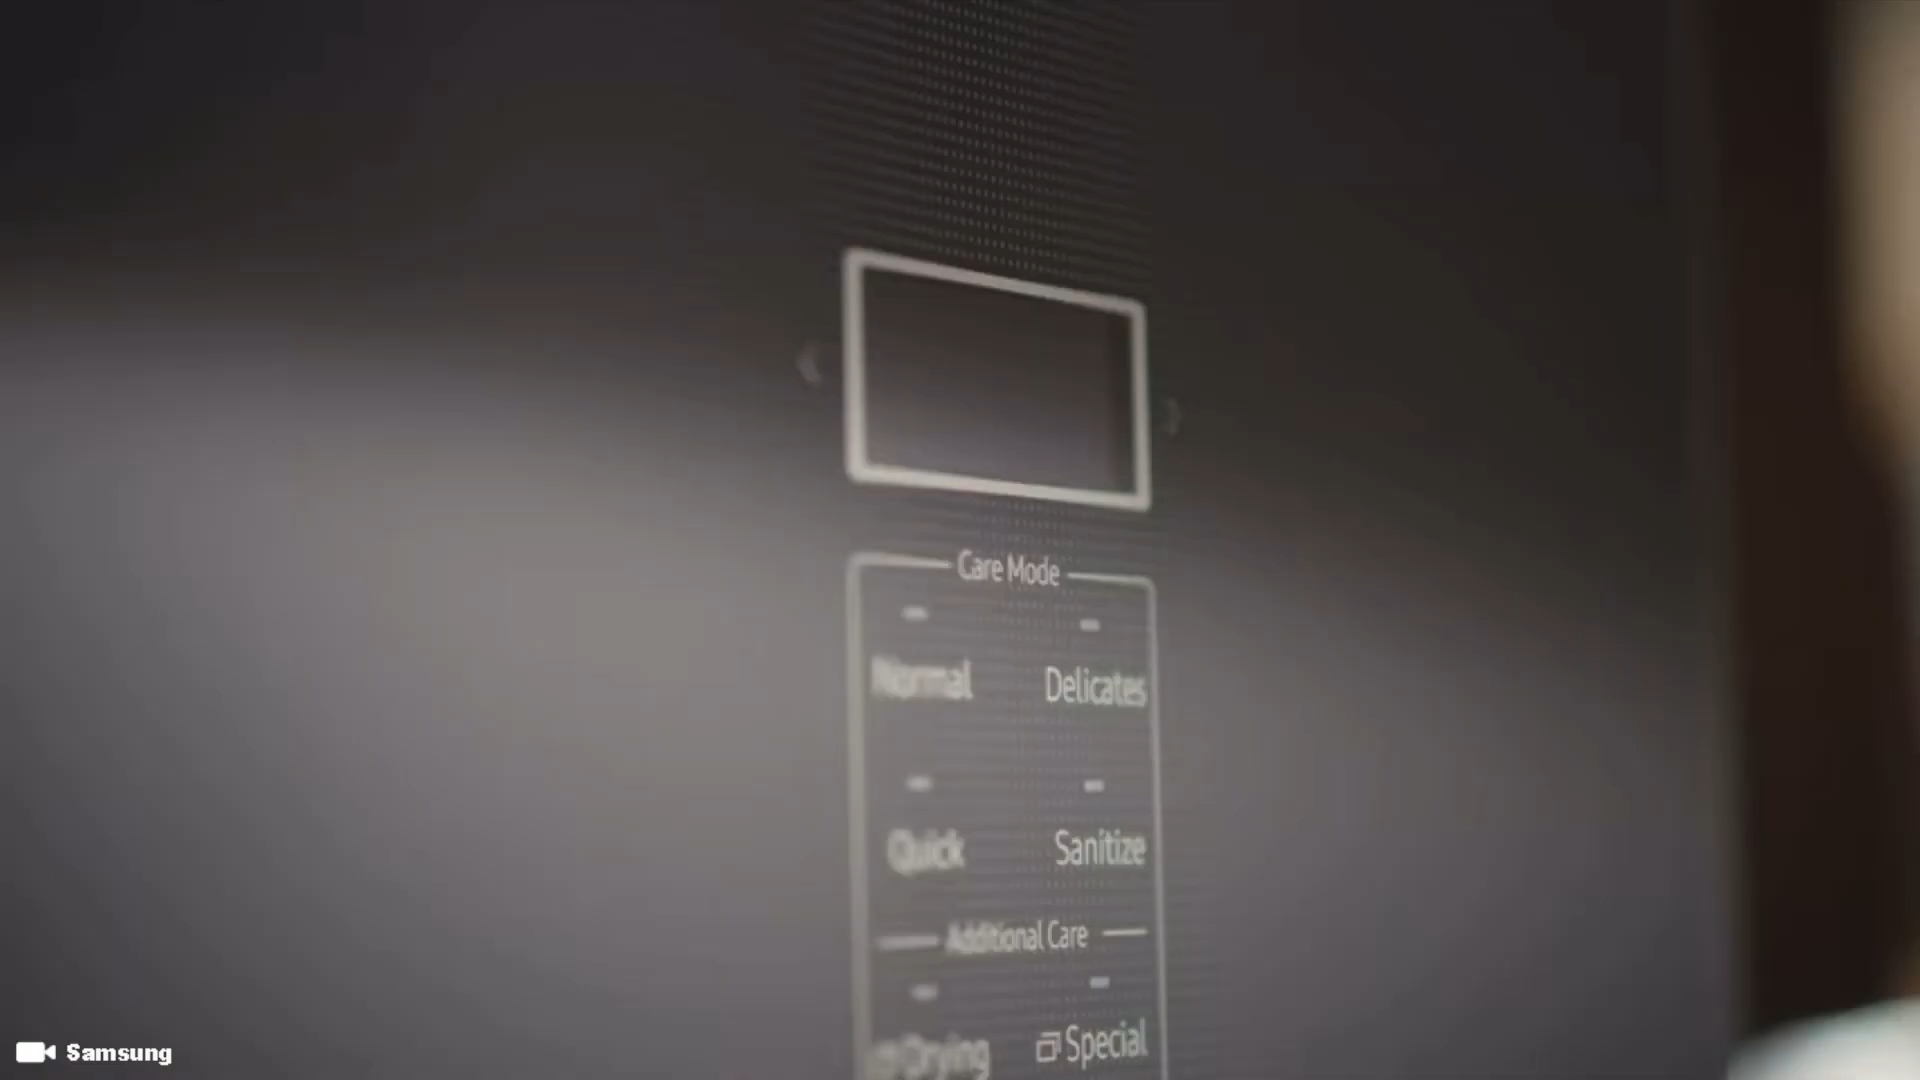 Care Mode
Normal Delicates
Quick Sanitize
Additional Care
Drying Special
Samsung